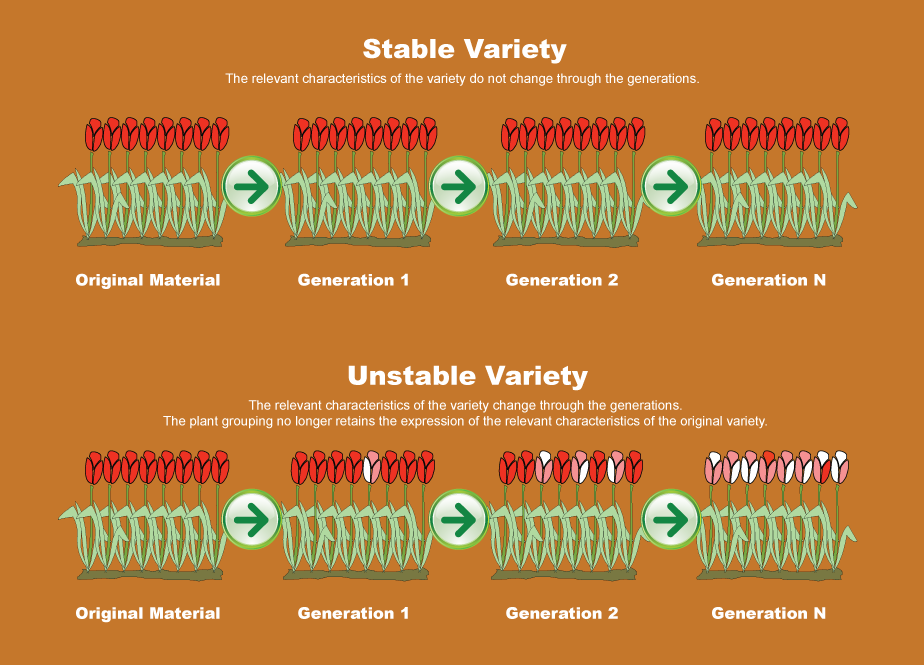 Stable Variety
The relevant characteristics of the variety do not change through the generations.
Original Material
Generation 1
Generation 2
Generation N
Unstable Variety
The relevant characteristics of the variety change through the generations.
The plant grouping no longer retains the expression of the relevant characteristics of the original variety.
Original Material
Generation 1
Generation 2
Generation N